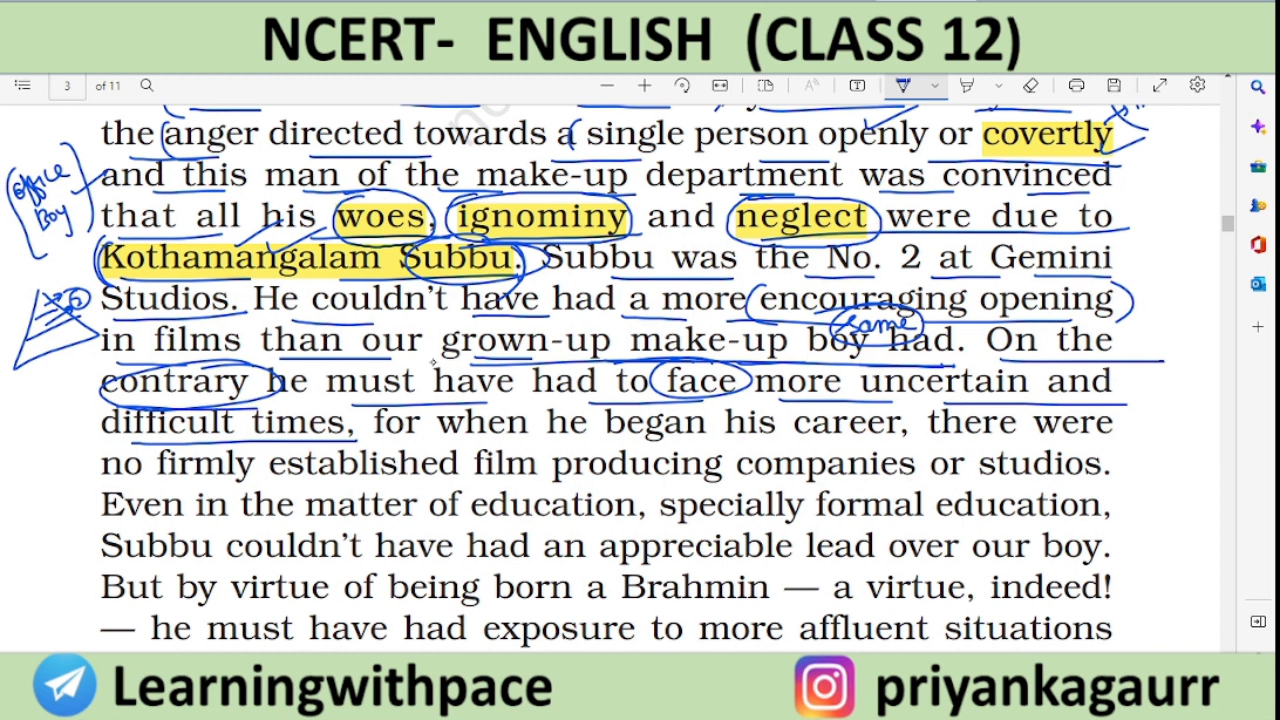 NCERT- ENGLISH (CLASS 12)
3 of 11
the anger directed towards a single person openly or covertly
and this man of the make-up department was convinced
that all his woes, ignominy and neglect were due to
Kothamangalam Subbu. Subbu was the No. 2 at Gemini
Studios. He couldn't have had a more encouraging opening
in films than our grown-up make-up boy had. On the
contrary he must have had to face more uncertain and
difficult times, for when he began his career, there were
no firmly established film producing companies or studios.
Even in the matter of education, specially formal education,
Subbu couldn't have had an appreciable lead over our boy.
But by virtue of being born a Brahmin — a virtue, indeed!
— he must have had exposure to more affluent situations
office
Boy
same
Learningwithpace
priyankagaurr